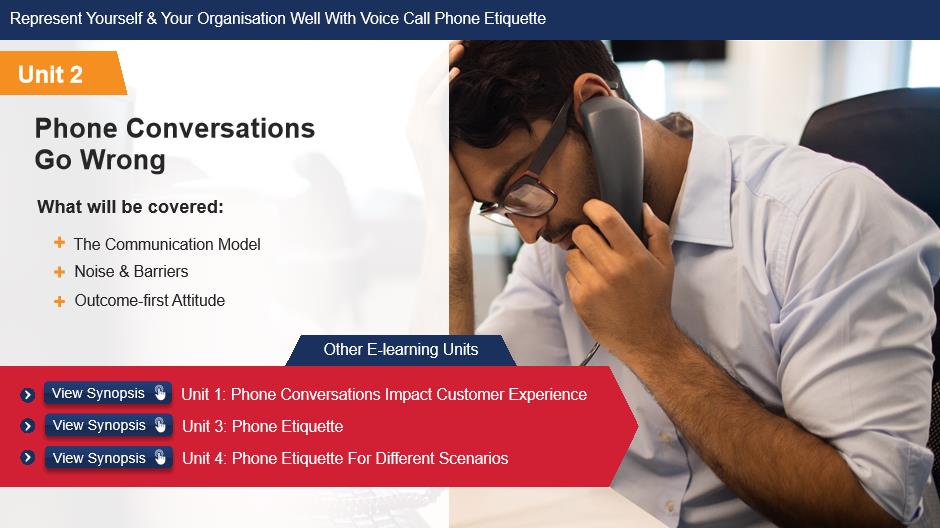 Represent Yourself & Your Organisation Well With Voice Call Phone Etiquette
Unit 2
Phone Conversations
Go Wrong
What will be covered:
The Communication Model
Noise & Barriers
Outcome-first Attitude
Other E-learning Units
View Synopsis Unit 1: Phone Conversations Impact Customer Experience
View Synopsis Unit 3: Phone Etiquette
View Synopsis Unit 4: Phone Etiquette For Different Scenarios